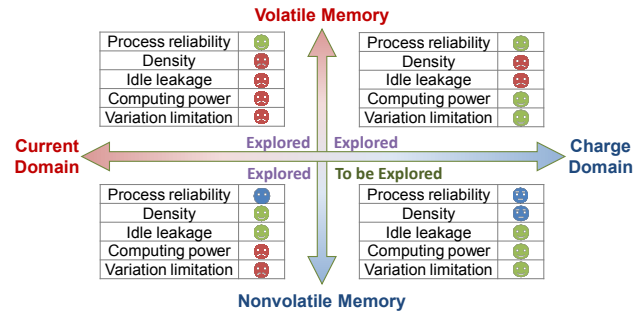 Volatile Memory
Process reliability
Density
Idle leakage
Computing power
Variation limitation
Process reliability
Density
Idle leakage
Computing power
Variation limitation
Current
Domain
Explored
Explored
Charge
Domain
Explored
To be Explored
Process reliability
Density
Idle leakage
Computing power
Variation limitation
Process reliability
Density
Idle leakage
Computing power
Variation limitation
Nonvolatile Memory